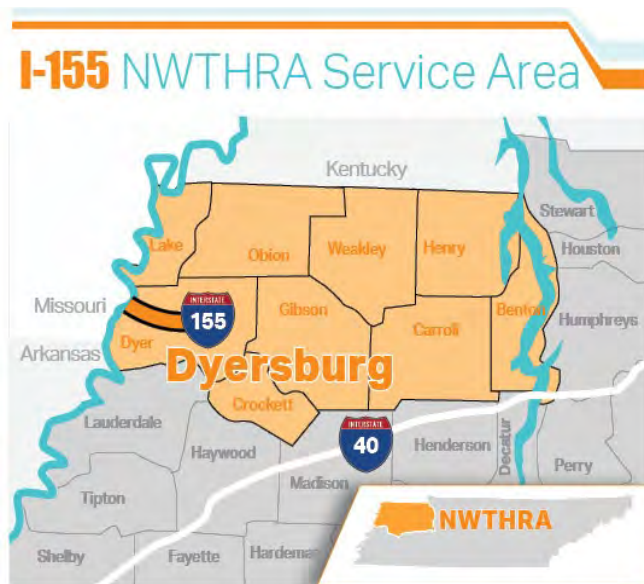 I-155 NWTHRA Service Area
Kentucky
Stewart
Lake
Obion
Weakley
Henry
Houston
Missouri
INTERSTATE
155
Gibson
Benton
Humphreys
Carroll
Arkansas
Dyer
Dyersburg
Crockett
Lauderdale
INTERSTATE
40
Haywood
Henderson
Decatur
Perry
Madison
Tipton
NWTHRA
Shelby
Fayette
Hardeman